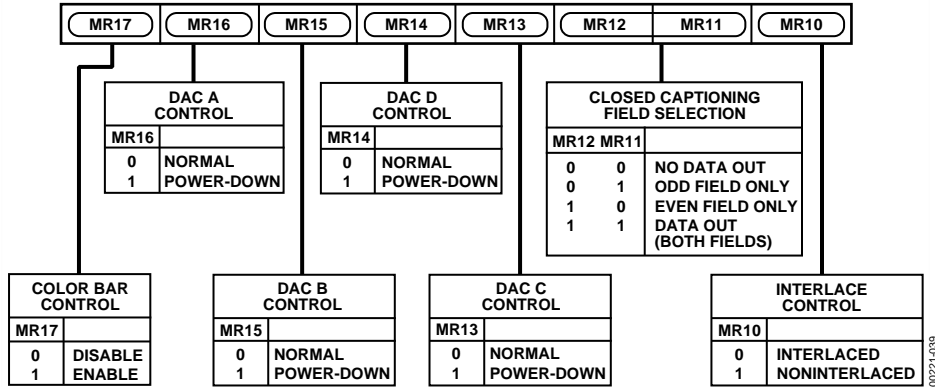 MR17 MR16 MR15 MR14 MR13 MR12 MR11 MR10
DAC A
CONTROL
MR16
0 NORMAL
1 POWER-DOWN
DAC D
CONTROL
MR14
0 NORMAL
1 POWER-DOWN
CLOSED CAPTIONING
FIELD SELECTION
MR12 MR11
0 0 NO DATA OUT
0 1 ODD FIELD ONLY
1 0 EVEN FIELD ONLY
1 1 DATA OUT
(BOTH FIELDS)
COLOR BAR
CONTROL
MR17
0 DISABLE
1 ENABLE
DAC B
CONTROL
MR15
0 NORMAL
1 POWER-DOWN
DAC C
CONTROL
MR13
0 NORMAL
1 POWER-DOWN
INTERLACE
CONTROL
MR10
0 INTERLACED
1 NONINTERLACED
00221-039